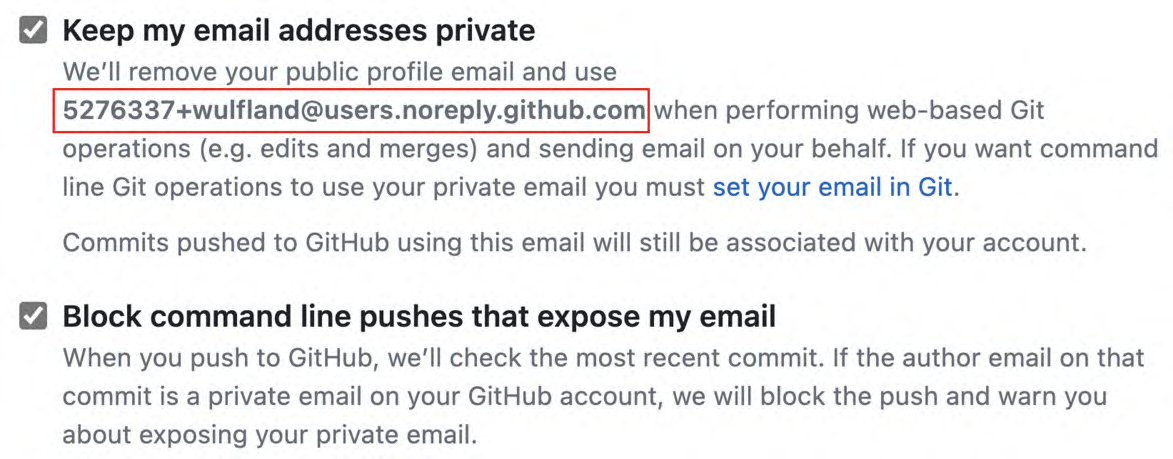 Keep my email addresses private
We'll remove your public profile email and use
5276337+wulfland@users.noreply.github.com when performing web-based Git
operations (e.g. edits and merges) and sending email on your behalf. If you want command
line Git operations to use your private email you must set your email in Git.
Commits pushed to GitHub using this email will still be associated with your account.
Block command line pushes that expose my email
When you push to GitHub, we'll check the most recent commit. If the author email on that
commit is a private email on your GitHub account, we will block the push and warn you
about exposing your private email.